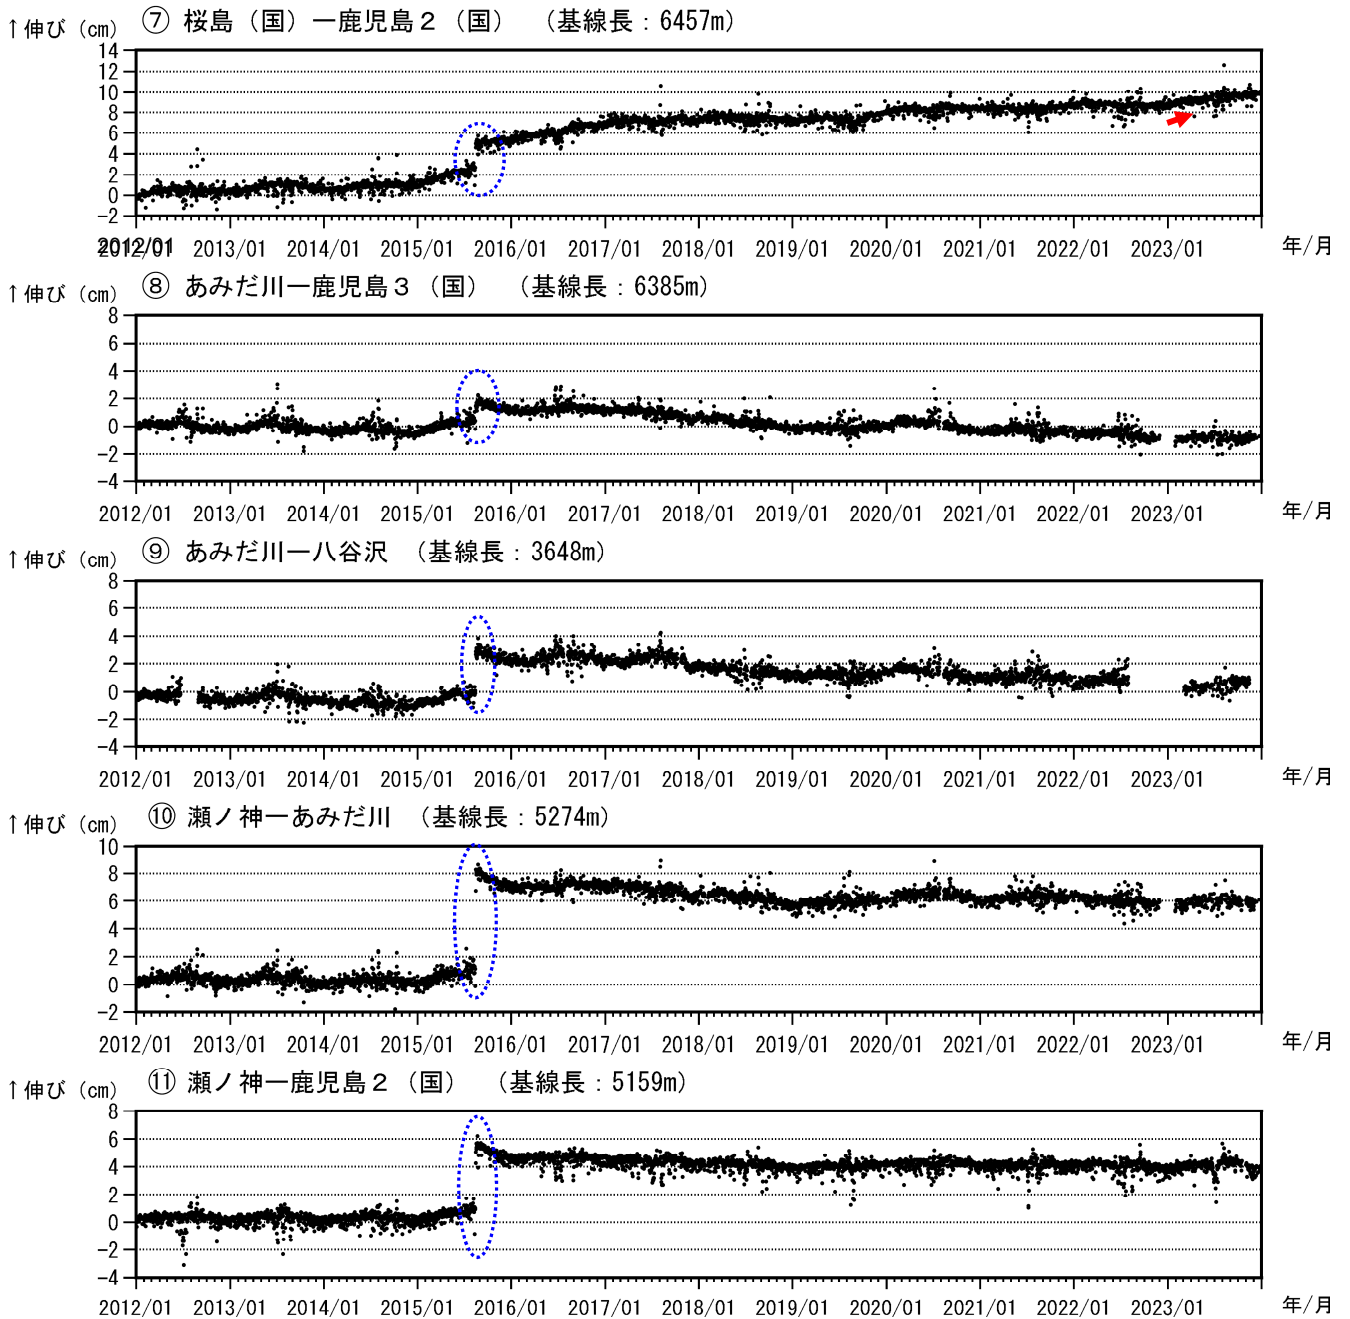 ⑦ 桜島（国）ー鹿児島２（国）　（基線長：6457m）
↑伸び（cm）
14
12
10
8
6
4
2
0
-2
2012/01 2013/01 2014/01 2015/01 2016/01 2017/01 2018/01 2019/01 2020/01 2021/01 2022/01 2023/01 年/月
⑧ あみだ川ー鹿児島３（国）　（基線長：6385m）
↑伸び（cm）
8
6
4
2
0
-2
-4
2012/01 2013/01 2014/01 2015/01 2016/01 2017/01 2018/01 2019/01 2020/01 2021/01 2022/01 2023/01 年/月
⑨ あみだ川ー八谷沢　（基線長：3648m）
↑伸び（cm）
8
6
4
2
0
-2
-4
2012/01 2013/01 2014/01 2015/01 2016/01 2017/01 2018/01 2019/01 2020/01 2021/01 2022/01 2023/01 年/月
⑩ 瀬ノ神ーあみだ川　（基線長：5274m）
↑伸び（cm）
10
8
6
4
2
0
-2
2012/01 2013/01 2014/01 2015/01 2016/01 2017/01 2018/01 2019/01 2020/01 2021/01 2022/01 2023/01 年/月
⑪ 瀬ノ神ー鹿児島２（国）　（基線長：5159m）
↑伸び（cm）
8
6
4
2
0
-2
-4
2012/01 2013/01 2014/01 2015/01 2016/01 2017/01 2018/01 2019/01 2020/01 2021/01 2022/01 2023/01 年/月